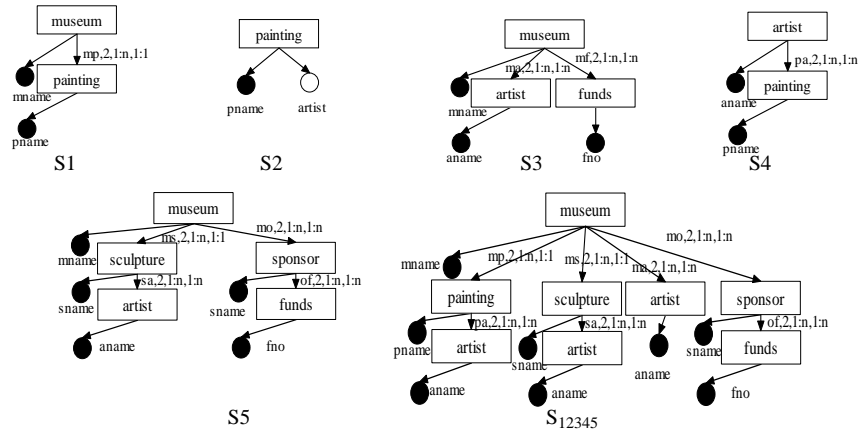 museum
mp,2,1:n,1:1
mname
painting
pname
S1
painting
pname
artist
S2
museum
ma,2,1:n,1:n
mf,2,1:n,1:n
mname
artist
funds
aname
fno
S3
artist
pa,2,1:n,1:n
aname
painting
pname
S4
museum
ms,2,1:n,1:1
mo,2,1:n,1:n
mname
sculpture
sponsor
sname
sa,2,1:n,1:n
sname
of,2,1:n,1:n
artist
funds
aname
fno
S5
museum
mname
mp,2,1:n,1:1
ms,2,1:n,1:1
ma,2,1:n,1:n
mo,2,1:n,1:n
painting
sculpture
artist
sponsor
pname
pa,2,1:n,1:n
sname
sa,2,1:n,1:n
aname
sname
of,2,1:n,1:n
artist
artist
funds
aname
aname
fno
S12345